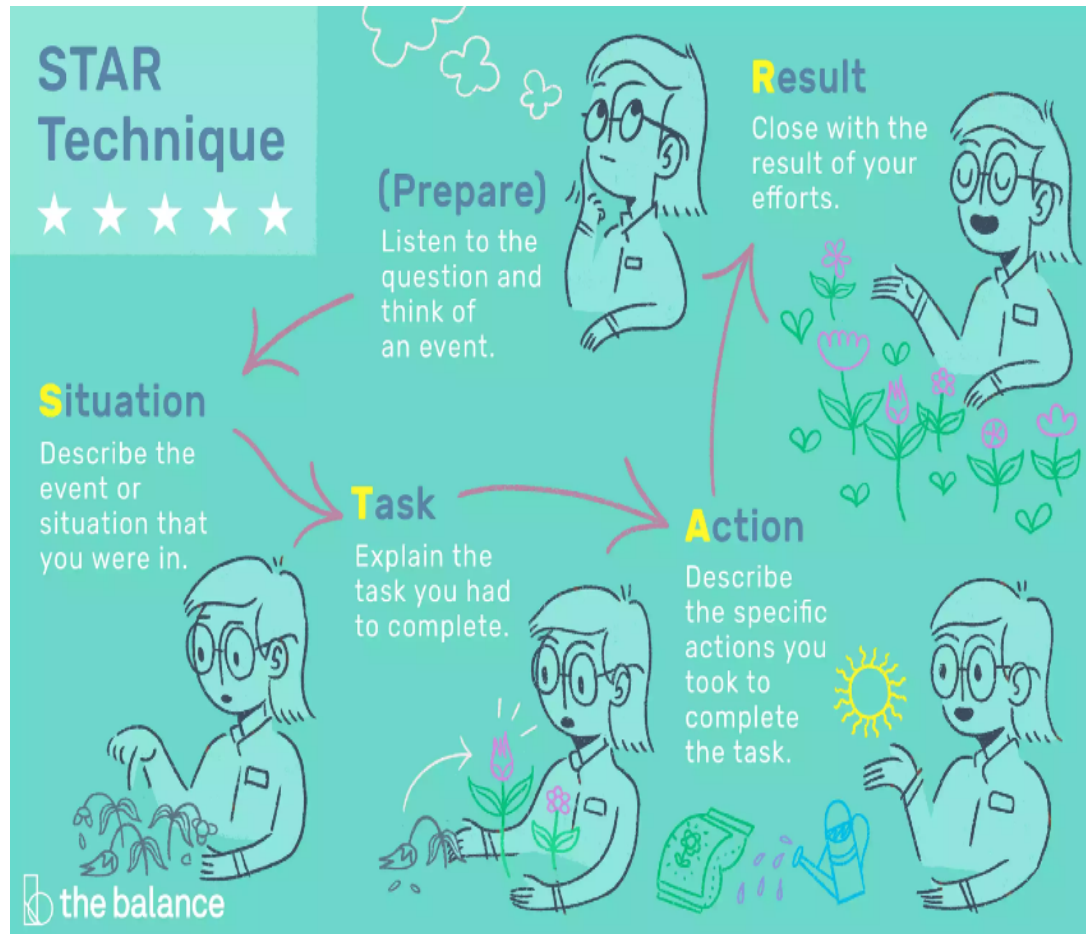 STAR
Technique
(Prepare)
Listen to the
question and
think of
an event.
Situation
Describe the
event or
situation that
you were in.
Task
Explain the
task you had
to complete.
Action
Describe
the specific
actions you
took to
complete
the task.
Result
Close with the
result of your
efforts.
the balance